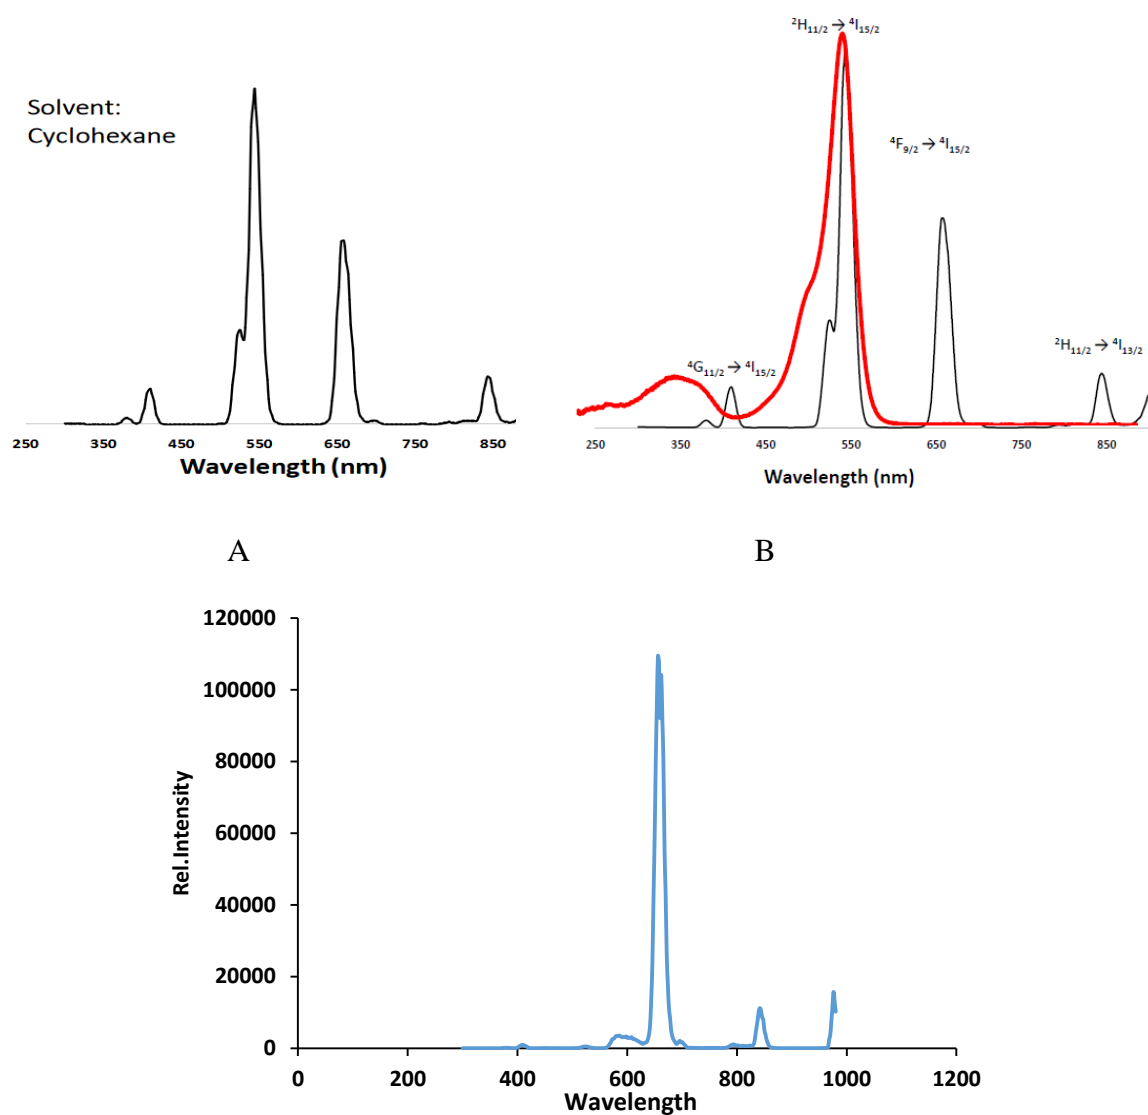 Solvent:
Cyclohexane
250 350 450 550 650 750 850
Wavelength (nm)
A
²H₁₁/₂ → ⁴I₁₅/₂
⁴F₉/₂ → ⁴I₁₅/₂
⁴G₁₁/₂ → ⁴I₁₅/₂
²H₁₁/₂ → ⁴I₁₃/₂
250 350 450 550 650 750 850
Wavelength (nm)
B
120000
100000
80000
60000
40000
20000
0
Rel.Intensity
0 200 400 600 800 1000 1200
Wavelength